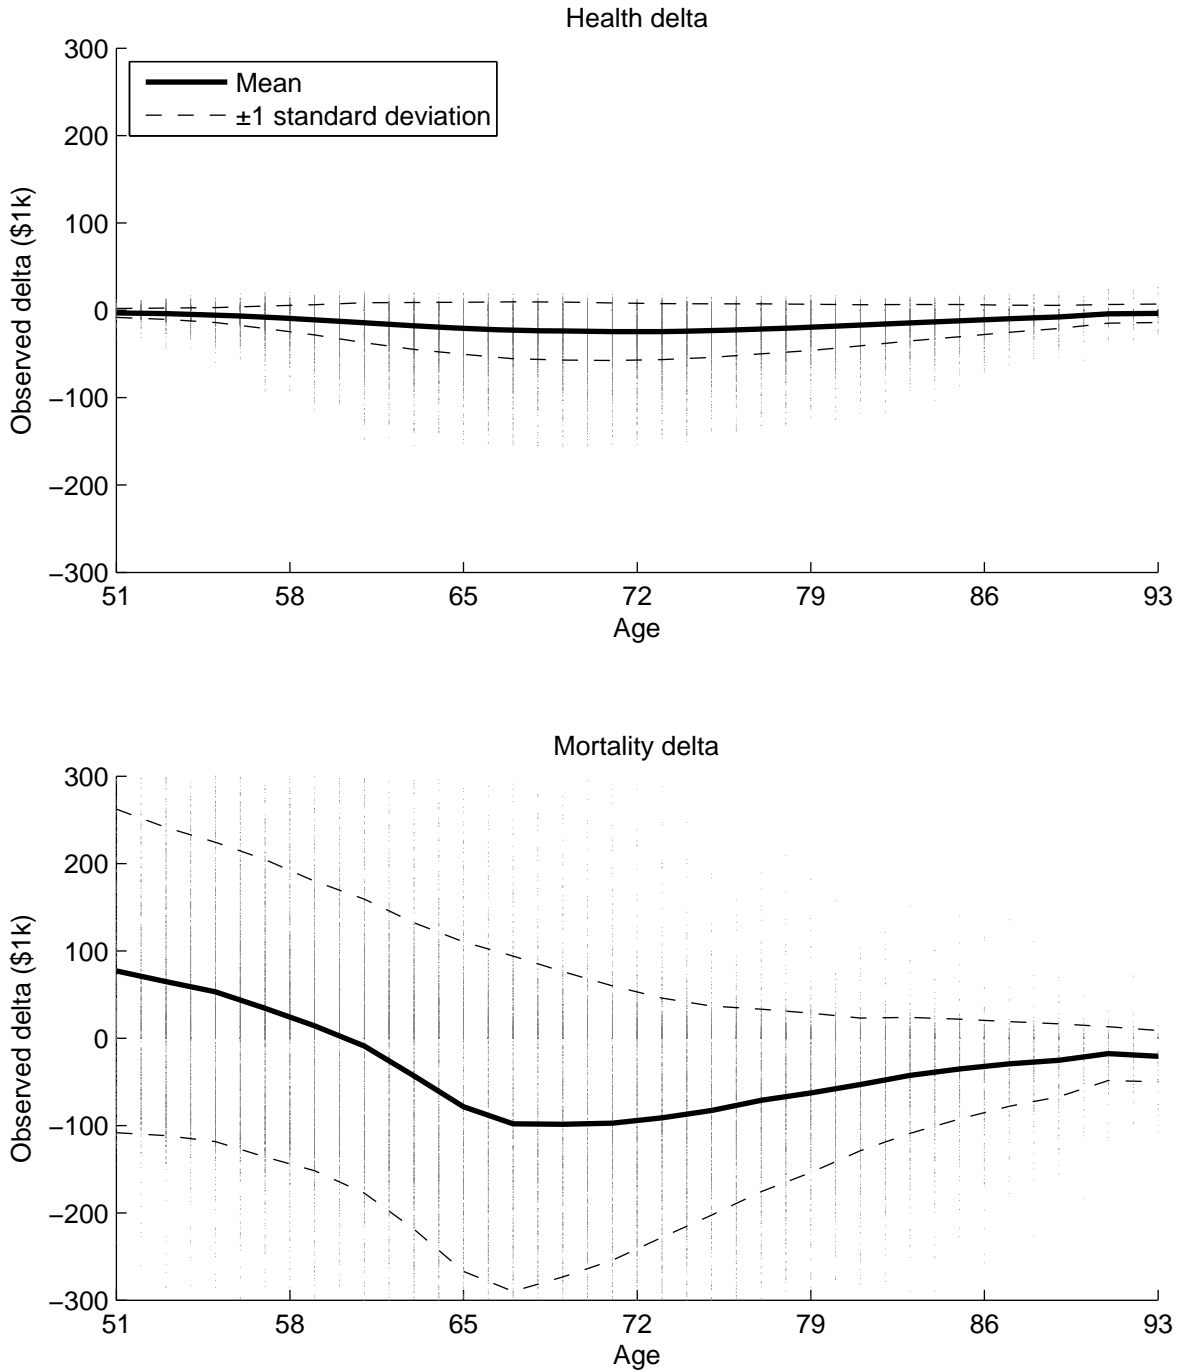 Health delta
300
200
100
0
−100
−200
−300
Observed delta ($1k)
Mean
±1 standard deviation
51 58 65 72 79 86 93
Age
Mortality delta
300
200
100
0
−100
−200
−300
Observed delta ($1k)
51 58 65 72 79 86 93
Age